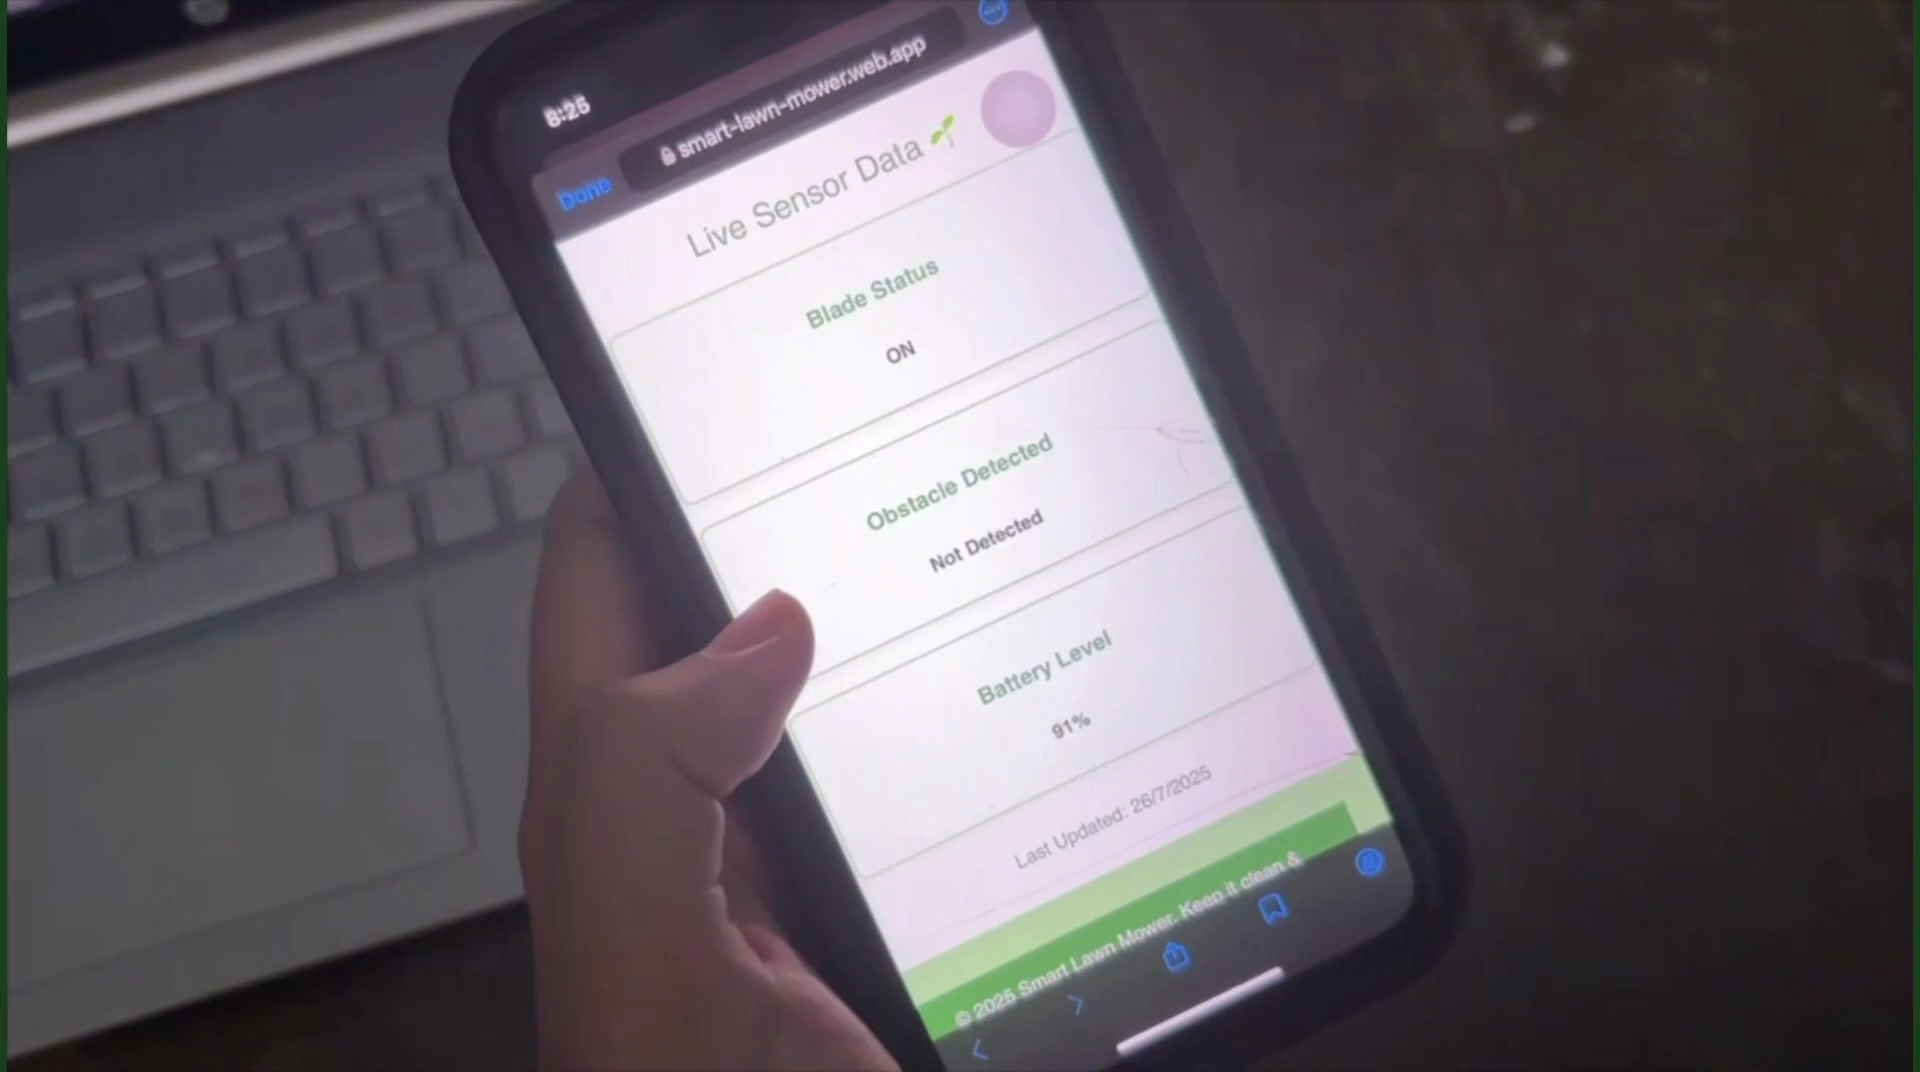 8:25
smart-lawn-mower.web.app
Done
Live Sensor Data 🌱
Blade Status
ON
Obstacle Detected
Not Detected
Battery Level
91%
Last Updated: 26/7/2025
© 2025 Smart Lawn Mower. Keep it clean &